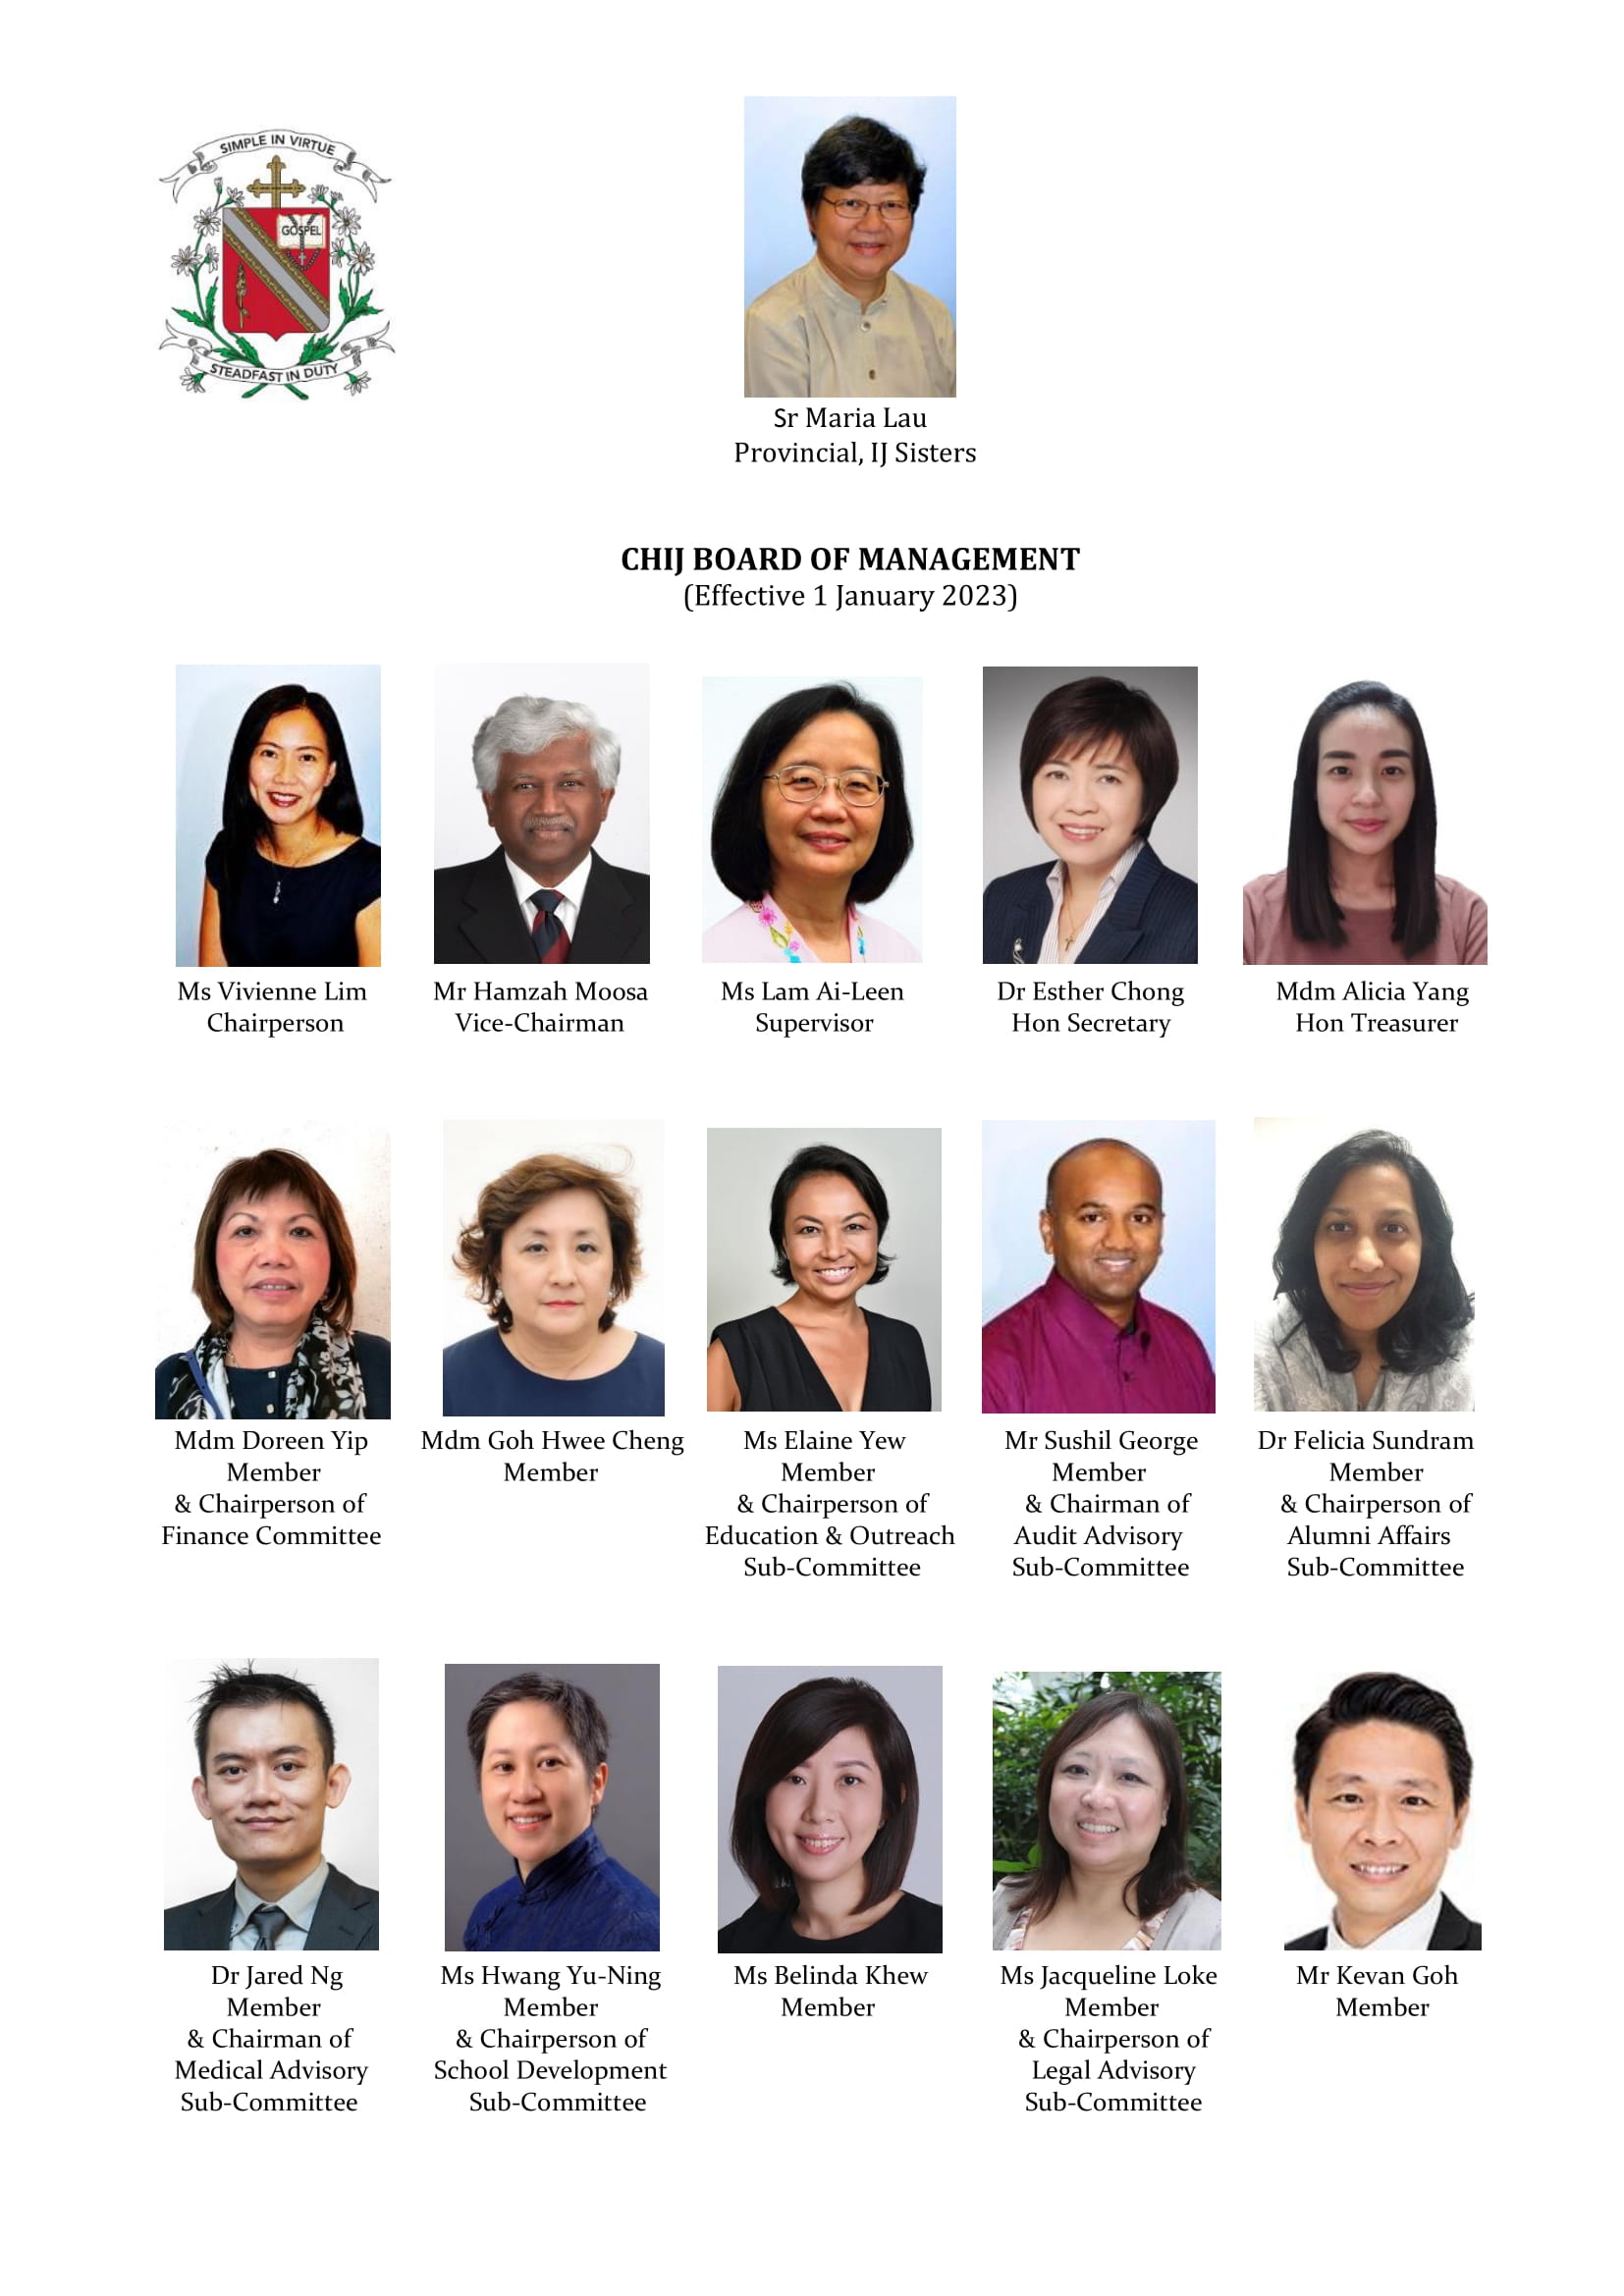 SIMPLE IN VIRTUE
GOSPEL
STEADFAST IN DUTY
Sr Maria Lau
Provincial, IJ Sisters
CHIJ BOARD OF MANAGEMENT
(Effective 1 January 2023)
Ms Vivienne Lim
Chairperson
Mr Hamzah Moosa
Vice-Chairman
Ms Lam Ai-Leen
Supervisor
Dr Esther Chong
Hon Secretary
Mdm Alicia Yang
Hon Treasurer
Mdm Doreen Yip
Member
& Chairperson of
Finance Committee
Mdm Goh Hwee Cheng
Member
Ms Elaine Yew
Member
& Chairperson of
Education & Outreach
Sub-Committee
Mr Sushil George
Member
& Chairman of
Audit Advisory
Sub-Committee
Dr Felicia Sundram
Member
& Chairperson of
Alumni Affairs
Sub-Committee
Dr Jared Ng
Member
& Chairman of
Medical Advisory
Sub-Committee
Ms Hwang Yu-Ning
Member
& Chairperson of
School Development
Sub-Committee
Ms Belinda Khew
Member
Ms Jacqueline Loke
Member
& Chairperson of
Legal Advisory
Sub-Committee
Mr Kevan Goh
Member